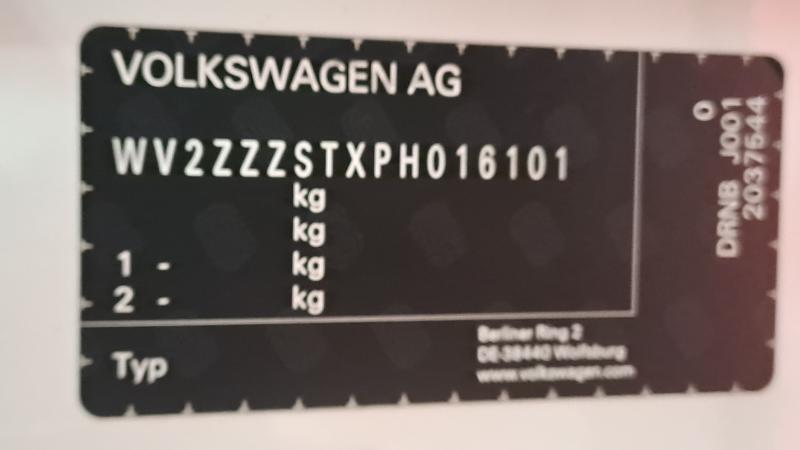 VOLKSWAGEN AG
WV2ZZZSTXPH016101
kg
kg
1 - kg
2 - kg
Typ
Berliner Ring 2
DE-38440 Wolfsburg
www.volkswagen.com
O
DRNB J001
2037544